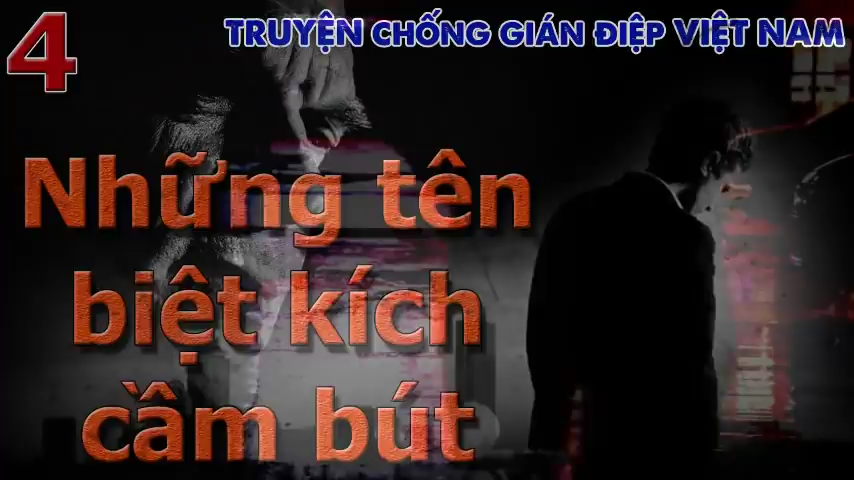 4
TRUYỆN CHỐNG GIÁN ĐIỆP VIỆT NAM
Những tên
biệt kích
cầm bút